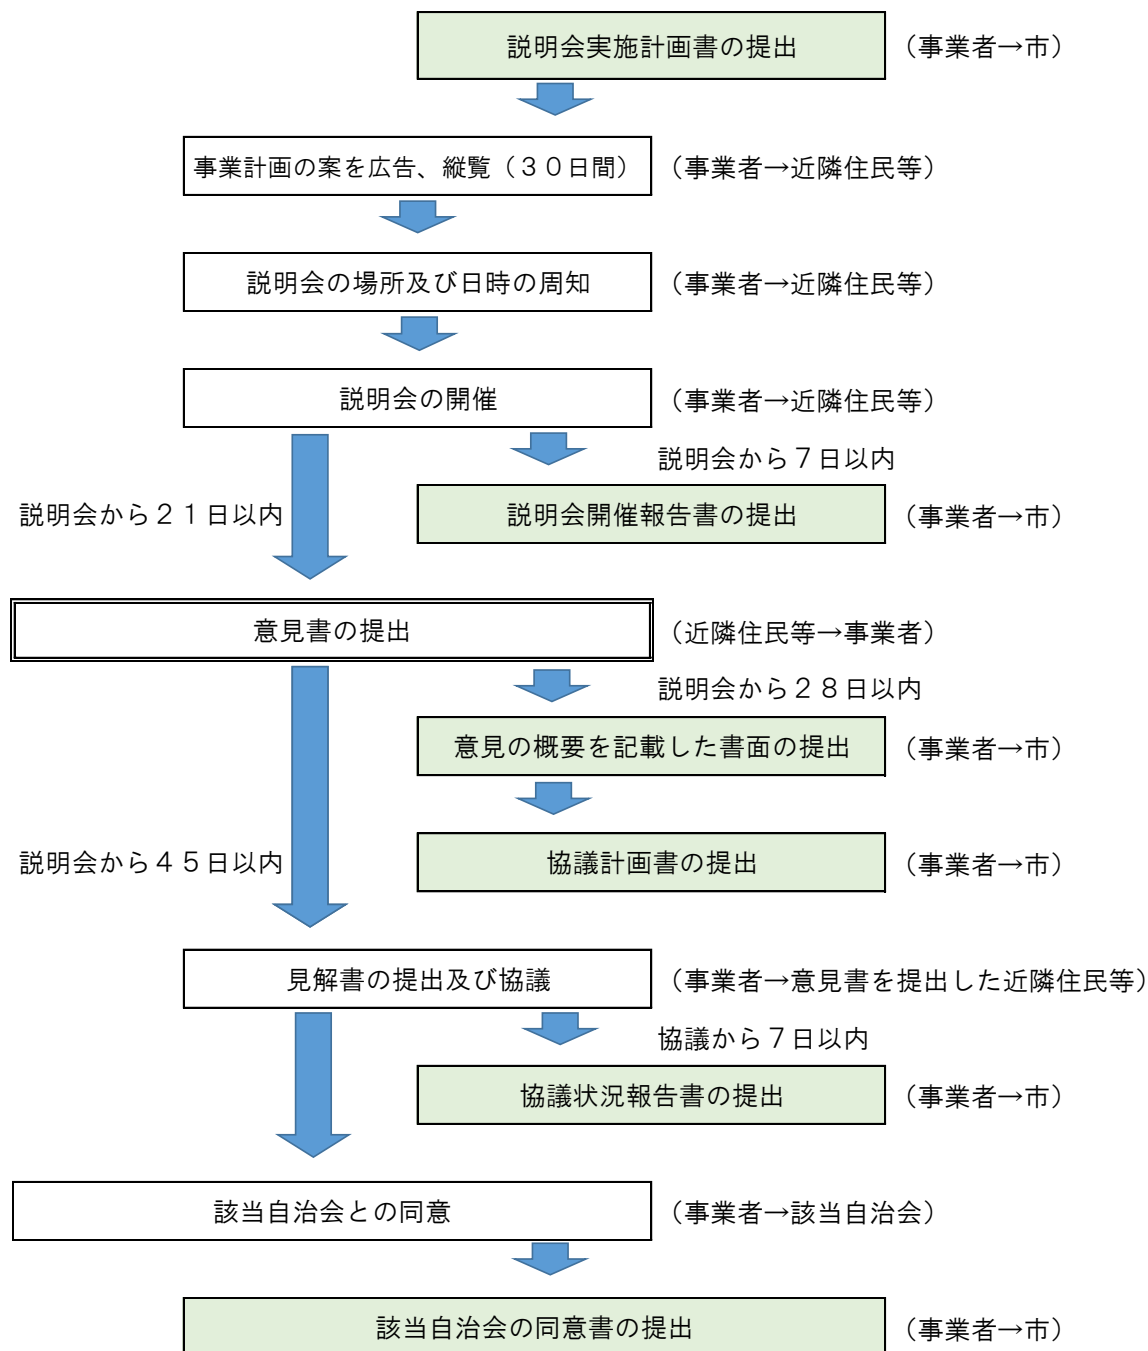 説明会実施計画書の提出 （事業者→市）
事業計画の案を広告、縦覧（３０日間） （事業者→近隣住民等）
説明会の場所及び日時の周知 （事業者→近隣住民等）
説明会の開催 （事業者→近隣住民等）
説明会から７日以内
説明会から２１日以内
説明会開催報告書の提出 （事業者→市）
意見書の提出 （近隣住民等→事業者）
説明会から２８日以内
意見の概要を記載した書面の提出 （事業者→市）
説明会から４５日以内
協議計画書の提出 （事業者→市）
見解書の提出及び協議 （事業者→意見書を提出した近隣住民等）
協議から７日以内
協議状況報告書の提出 （事業者→市）
該当自治会との同意 （事業者→該当自治会）
該当自治会の同意書の提出 （事業者→市）